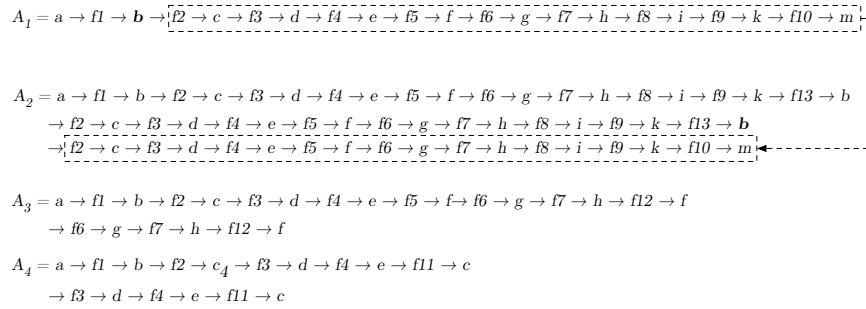 A1 = a → f1 → b → f2 → c → f3 → d → f4 → e → f5 → f → f6 → g → f7 → h → f8 → i → f9 → k → f10 → m
A2 = a → f1 → b → f2 → c → f3 → d → f4 → e → f5 → f → f6 → g → f7 → h → f8 → i → f9 → k → f13 → b
→ f2 → c → f3 → d → f4 → e → f5 → f → f6 → g → f7 → h → f8 → i → f9 → k → f13 → b
→ f2 → c → f3 → d → f4 → e → f5 → f → f6 → g → f7 → h → f8 → i → f9 → k → f10 → m
A3 = a → f1 → b → f2 → c → f3 → d → f4 → e → f5 → f→ f6 → g → f7 → h → f12 → f
→ f6 → g → f7 → h → f12 → f
A4 = a → f1 → b → f2 → c4 → f3 → d → f4 → e → f11 → c
→ f3 → d → f4 → e → f11 → c